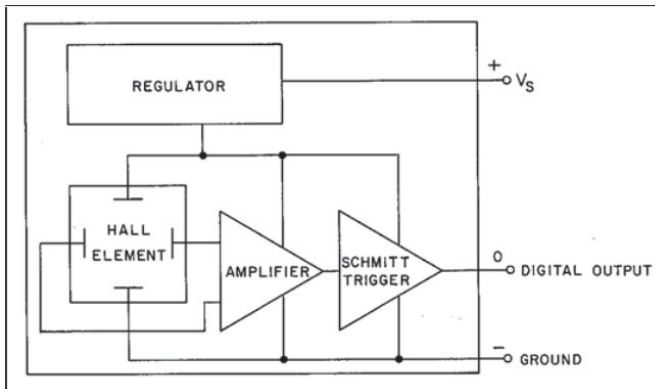 REGULATOR
+
VS
HALL
ELEMENT
AMPLIFIER
SCHMITT
TRIGGER
O
DIGITAL OUTPUT
−
GROUND